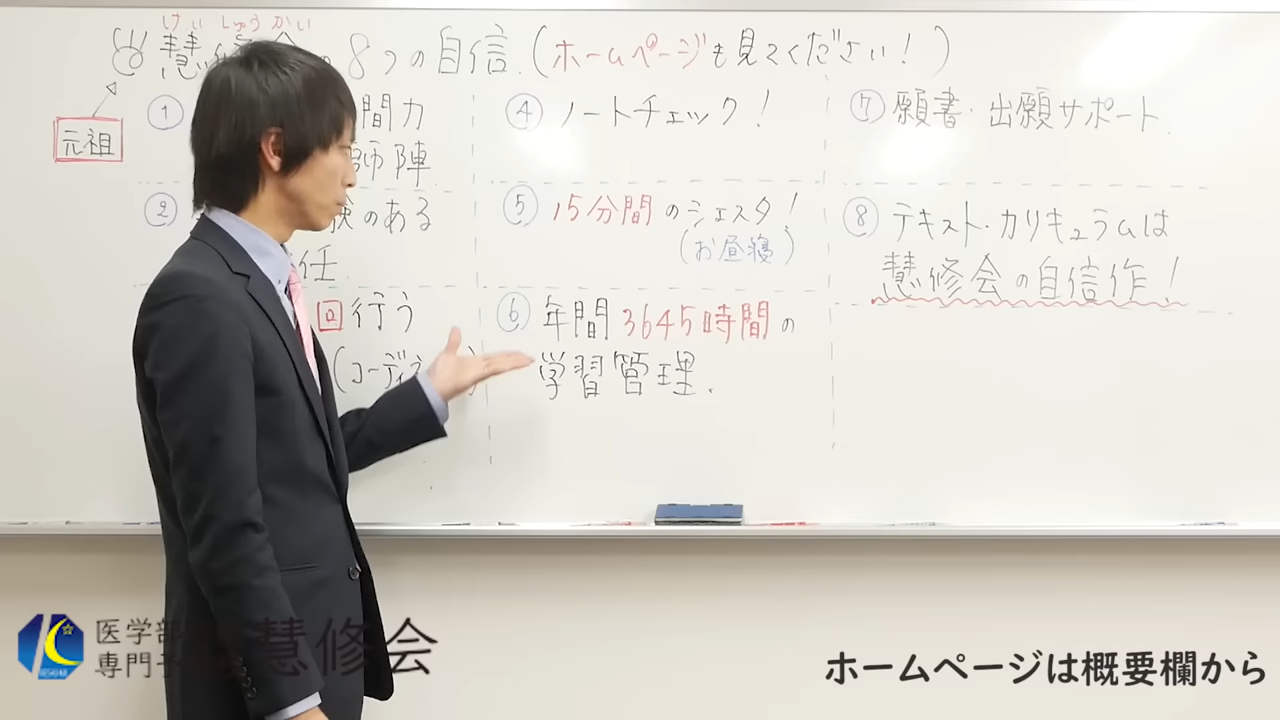 けいしゅうかい
慧修会の8つの自信.(ホームページも見てください!)
元祖
① 間力
師陣
② 験のある
任.
回行う
(コーディネ )
④ ノートチェック!
⑤ 15分間のシエスタ!
(お昼寝)
⑥ 年間3645時間の
学習管理.
⑦ 願書・出願サポート.
⑧ テキスト・カリキュラムは
慧修会の自信作!
医学部
専門予
慧修会
ホームページは概要欄から